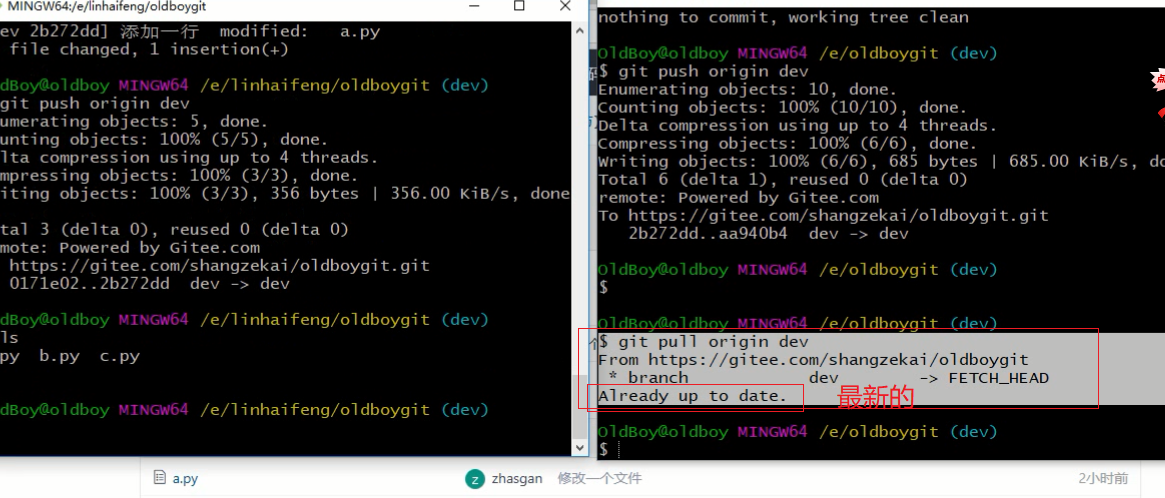 MINGW64:/e/linhaifeng/oldboygit
ev 2b272dd] 添加一行 modified: a.py
file changed, 1 insertion(+)
dBoy@oldboy MINGW64 /e/linhaifeng/oldboygit (dev)
git push origin dev
umerating objects: 5, done.
unting objects: 100% (5/5), done.
lta compression using up to 4 threads.
mpressing objects: 100% (3/3), done.
iting objects: 100% (3/3), 356 bytes | 356.00 KiB/s, done
tal 3 (delta 0), reused 0 (delta 0)
mote: Powered by Gitee.com
https://gitee.com/shangzekai/oldboygit.git
0171e02..2b272dd dev -> dev
dBoy@oldboy MINGW64 /e/linhaifeng/oldboygit (dev)
ls
py b.py c.py
dBoy@oldboy MINGW64 /e/linhaifeng/oldboygit (dev)
nothing to commit, working tree clean
OldBoy@oldboy MINGW64 /e/oldboygit (dev)
$ git push origin dev
Enumerating objects: 10, done.
Counting objects: 100% (10/10), done.
Delta compression using up to 4 threads.
Compressing objects: 100% (6/6), done.
Writing objects: 100% (6/6), 685 bytes | 685.00 KiB/s, do
Total 6 (delta 1), reused 0 (delta 0)
remote: Powered by Gitee.com
To https://gitee.com/shangzekai/oldboygit.git
2b272dd..aa940b4 dev -> dev
OldBoy@oldboy MINGW64 /e/oldboygit (dev)
$
OldBoy@oldboy MINGW64 /e/oldboygit (dev)
$ git pull origin dev
From https://gitee.com/shangzekai/oldboygit
* branch dev -> FETCH_HEAD
Already up to date. 最新的
OldBoy@oldboy MINGW64 /e/oldboygit (dev)
$
a.py z zhasgan 修改一个文件 2小时前